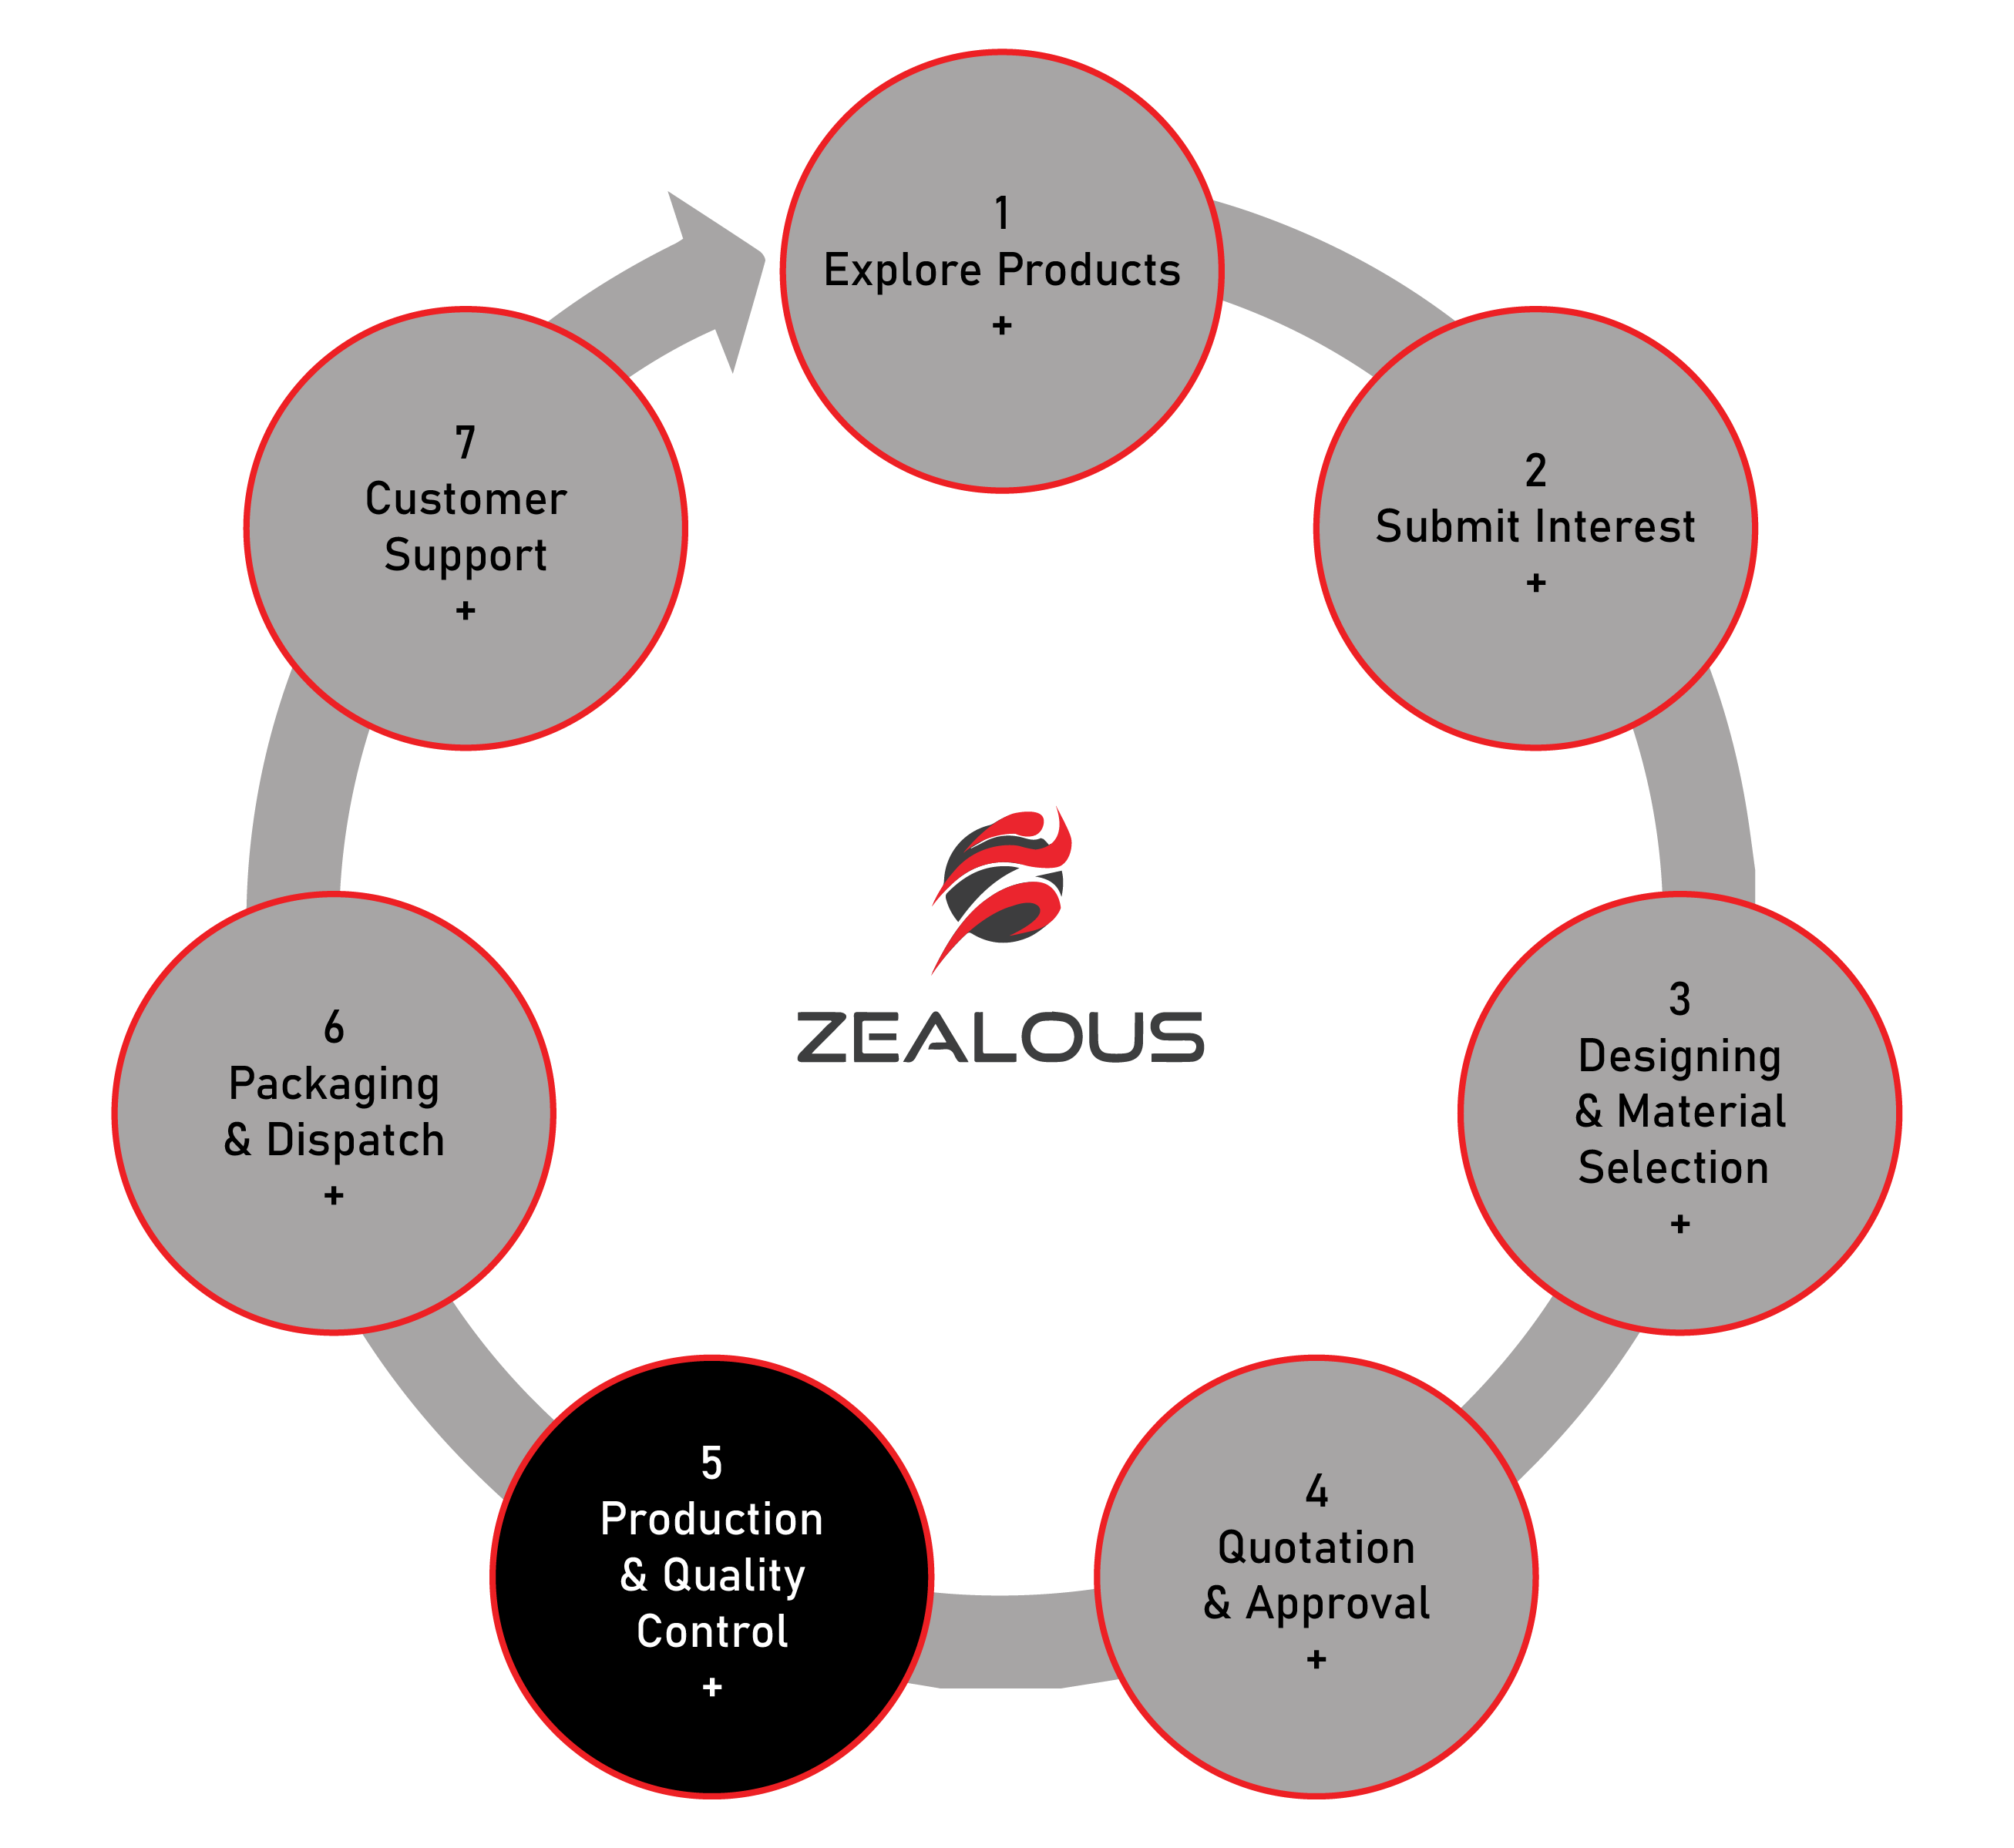 1
Explore Products
+
2
Submit Interest
+
3
Designing
& Material
Selection
+
4
Quotation
& Approval
+
5
Production
& Quality
Control
+
6
Packaging
& Dispatch
+
7
Customer
Support
+
ZEALOUS